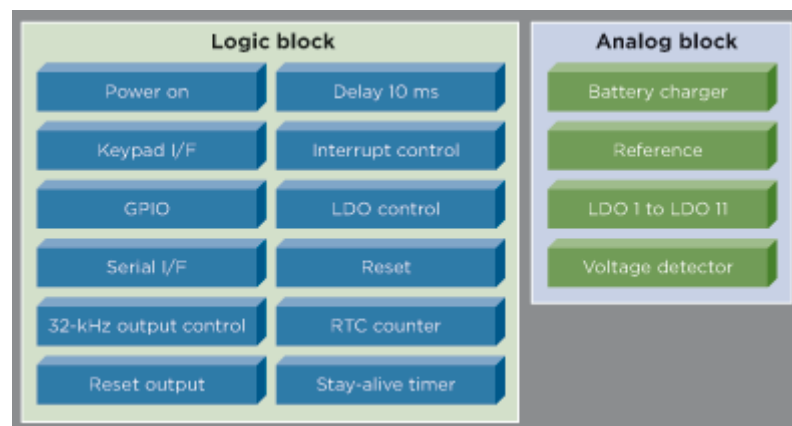 Logic block
Power on
Delay 10 ms
Keypad I/F
Interrupt control
GPIO
LDO control
Serial I/F
Reset
32-kHz output control
RTC counter
Reset output
Stay-alive timer
Analog block
Battery charger
Reference
LDO 1 to LDO 11
Voltage detector